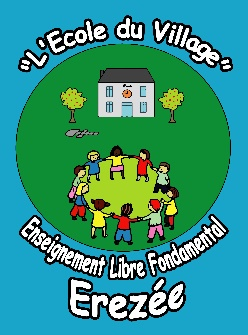 "L'Ecole du Village"
Enseignement Libre Fondamental
Erezée